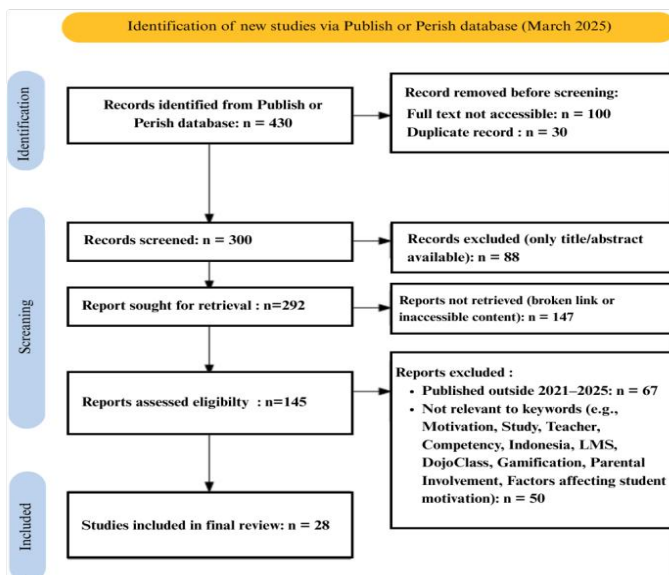 Identification of new studies via Publish or Perish database (March 2025)
Identification
Records identified from Publish or
Perish database: n = 430
Record removed before screening:
Full text not accessible: n = 100
Duplicate record : n = 30
Screaning
Records screened: n = 300
Records excluded (only title/abstract
available): n = 88
Report sought for retrieval : n=292
Reports not retrieved (broken link or
inaccessible content): n = 147
Reports assessed eligibilty : n=145
Reports excluded :
• Published outside 2021–2025: n = 67
• Not relevant to keywords (e.g.,
Motivation, Study, Teacher,
Competency, Indonesia, LMS,
DojoClass, Gamification, Parental
Involvement, Factors affecting student
motivation): n = 50
Included
Studies included in final review: n = 28